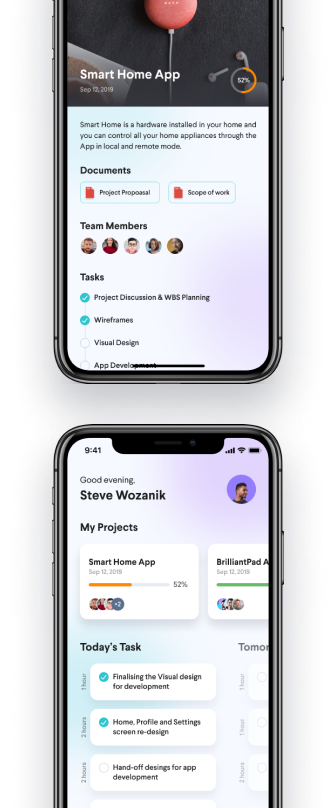 Smart Home App
Sep 12, 2019
52%
Smart Home is a hardware installed in your home and
you can control all your home appliances through the
App in local and remote mode.
Documents
Project Propoasal
Scope of work
Team Members
Tasks
Project Discussion & WBS Planning
Wireframes
Visual Design
App Development
9:41
Good evening,
Steve Wozanik
My Projects
Smart Home App
Sep 12, 2019
52%
+2
BrilliantPad A
Sep 12, 2019
Today's Task
Tomor
1 hour
Finalising the Visual design
for development
1 hour
2 hours
Home, Profile and Settings
screen re-design
1 hour
2 hours
Hand-off desings for app
development
2 hours